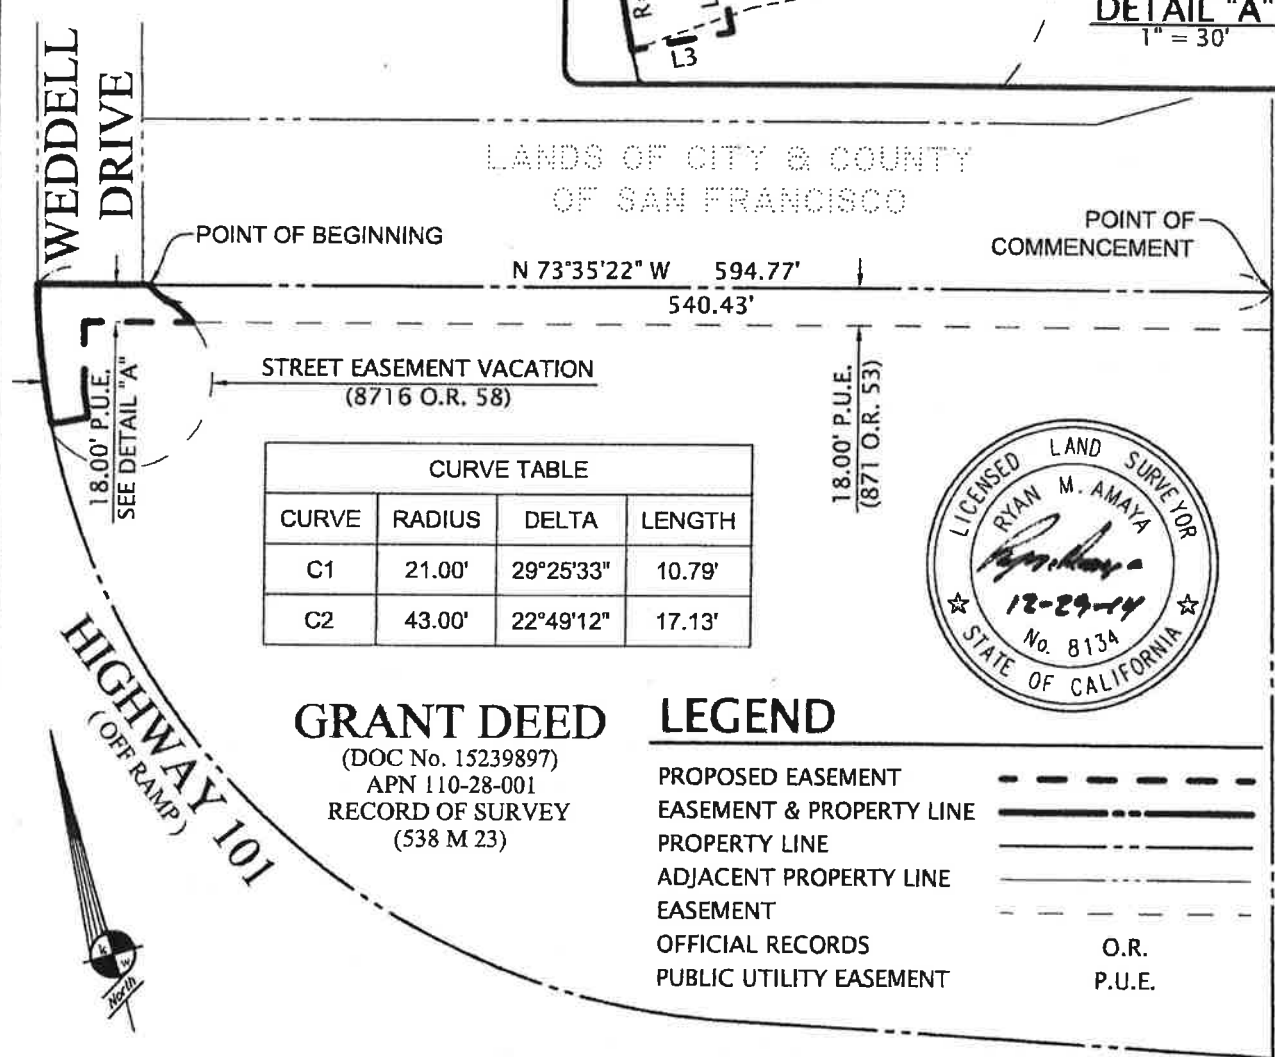 DETAIL "A"
1" = 30'
L3
WEDDELL
DRIVE
LANDS OF CITY & COUNTY
OF SAN FRANCISCO
POINT OF BEGINNING
POINT OF
COMMENCEMENT
N 73°35'22" W 594.77'
540.43'
STREET EASEMENT VACATION
(8716 O.R. 58)
18.00' P.U.E.
SEE DETAIL "A"
18.00' P.U.E.
(871 O.R. 53)
CURVE TABLE
CURVE RADIUS DELTA LENGTH
C1 21.00' 29°25'33" 10.79'
C2 43.00' 22°49'12" 17.13'
LICENSED LAND SURVEYOR
RYAN M. AMAYA
12-29-14
No. 8134
STATE OF CALIFORNIA
HIGHWAY 101
(OFF RAMP)
GRANT DEED
(DOC No. 15239897)
APN 110-28-001
RECORD OF SURVEY
(538 M 23)
LEGEND
PROPOSED EASEMENT
EASEMENT & PROPERTY LINE
PROPERTY LINE
ADJACENT PROPERTY LINE
EASEMENT
OFFICIAL RECORDS O.R.
PUBLIC UTILITY EASEMENT P.U.E.
k
w
North